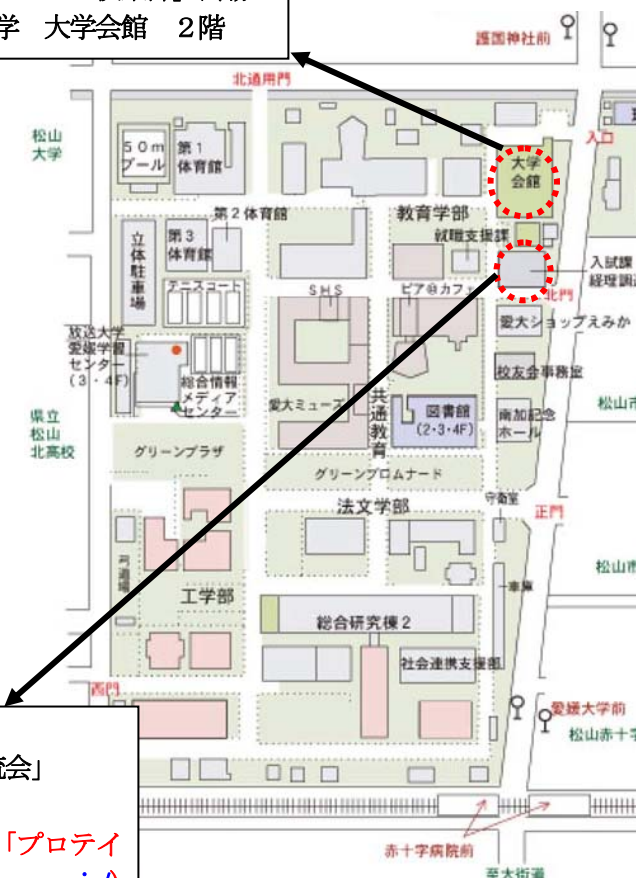 学　大学会館　２階
護国神社前
北通用門
松山
大学
５０ｍ
プール
第１
体育館
大学
会館
入口
第２体育館
教育学部
立体駐車場
第３
体育館
就職支援課
入試課
テニスコート
ＳＨＳ
ピア＠カフェ
北門
愛大ショップえみか
放送大学
愛媛学習
センター
(３・４F)
総合情報
メディア
センター
校友会事務室
愛大ミューズ
共通教育
図書館
(2・3・4F)
南加記念
ホール
松山市
県立
松山
北高校
グリーンプラザ
グリーンプロムナード
法文学部
守衛室
正門
弓道場
松山市
工学部
車庫
総合研究棟２
社会連携支援部
西門
愛媛大学前
松山赤十字
流会」
「プロテイ
赤十字病院前
至大街道